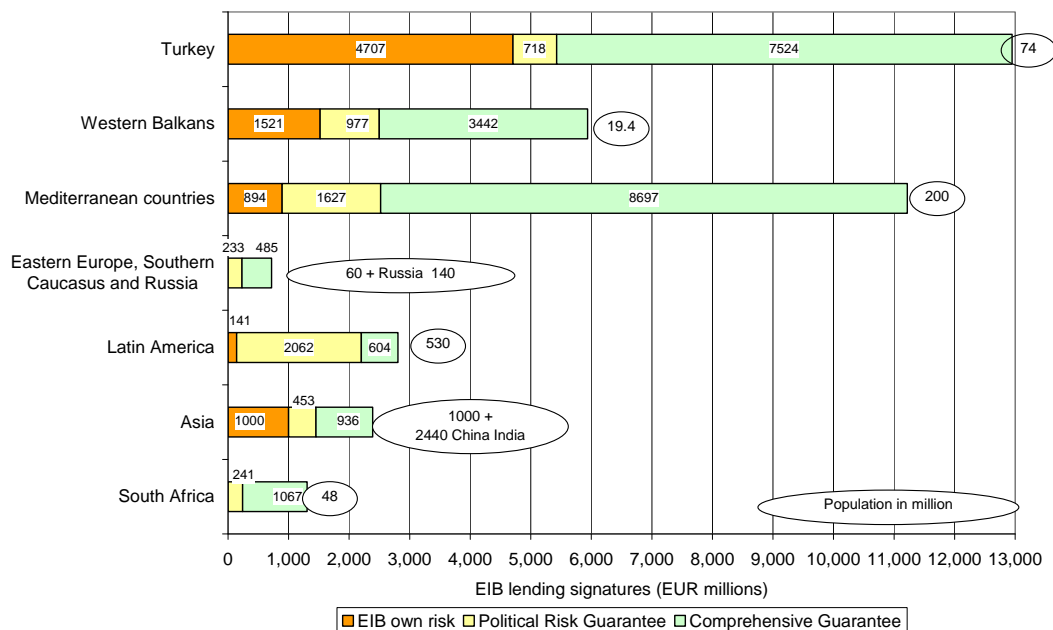 Turkey
4707
718
7524
74
Western Balkans
1521
977
3442
19.4
Mediterranean countries
894
1627
8697
200
233
485
Eastern Europe, Southern
Caucasus and Russia
60 + Russia 140
141
Latin America
2062
604
530
453
Asia
1000
936
1000 +
2440 China India
241
South Africa
1067
48
Population in million
0
1,000
2,000
3,000
4,000
5,000
6,000
7,000
8,000
9,000
10,000
11,000
12,000
13,000
EIB lending signatures (EUR millions)
EIB own risk
Political Risk Guarantee
Comprehensive Guarantee